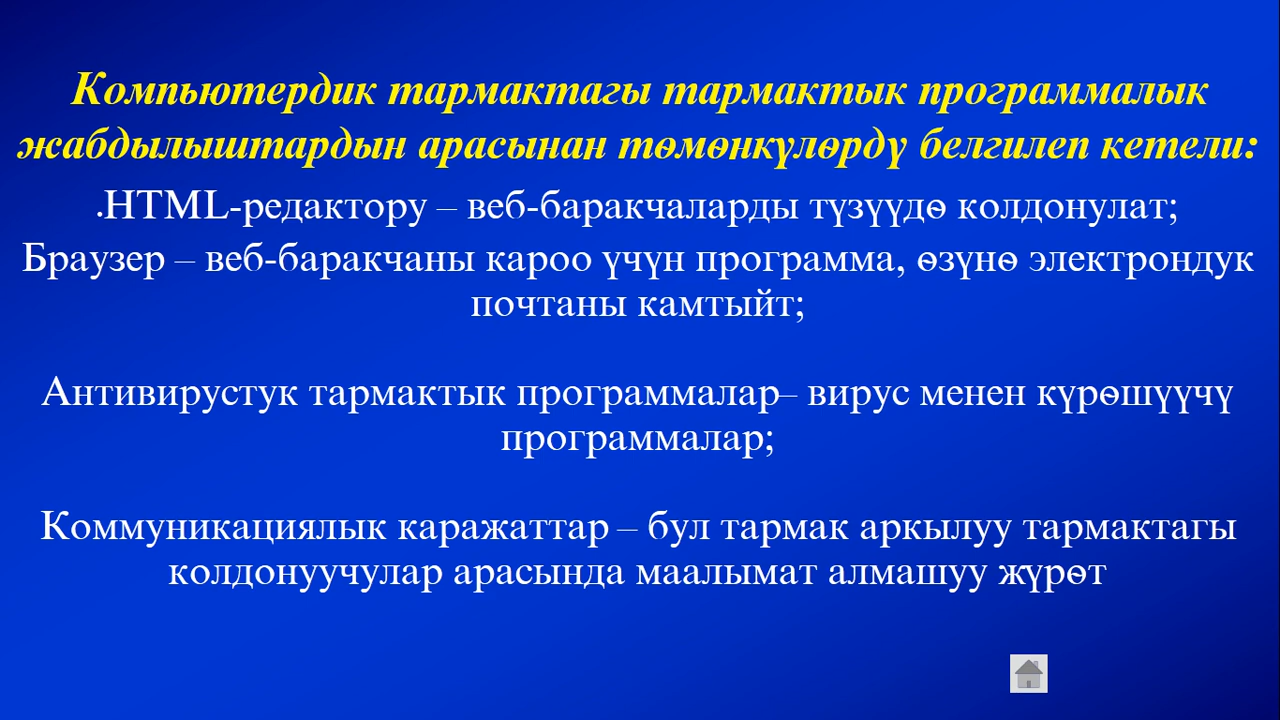 Компьютердик тармактагы тармактык программалык
жабдылыштардын арасынан төмөнкүлөрдү белгилеп кетели:
.HTML-редактору – веб-баракчаларды түзүүдө колдонулат;
Браузер – веб-баракчаны кароо үчүн программа, өзүнө электрондук
почтаны камтыйт;
Антивирустук тармактык программалар– вирус менен күрөшүүчү
программалар;
Коммуникациялык каражаттар – бул тармак аркылуу тармактагы
колдонуучулар арасында маалымат алмашуу жүрөт